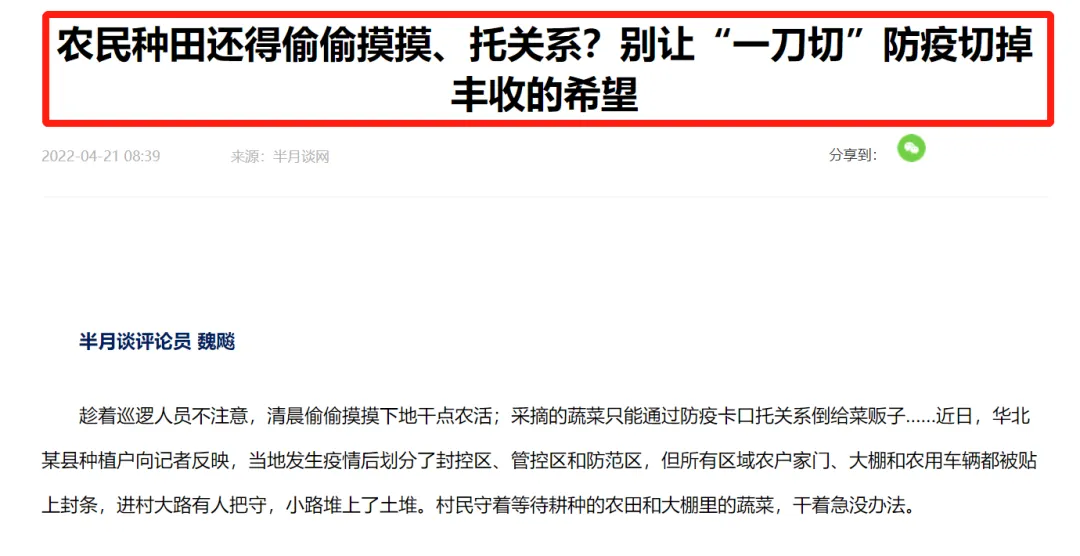 农民种田还得偷偷摸摸、托关系？别让“一刀切”防疫切掉
丰收的希望
2022-04-21 08:39 来源：半月谈网 分享到：
半月谈评论员 魏飚
趁着巡逻人员不注意，清晨偷偷摸摸下地干点农活；采摘的蔬菜只能通过防疫卡口托关系倒给菜贩子……近日，华北
某县种植户向记者反映，当地发生疫情后划分了封控区、管控区和防范区，但所有区域农户家门、大棚和农用车辆都被贴
上封条，进村大路有人把守，小路堆上了土堆。村民守着等待耕种的农田和大棚里的蔬菜，干着急没办法。